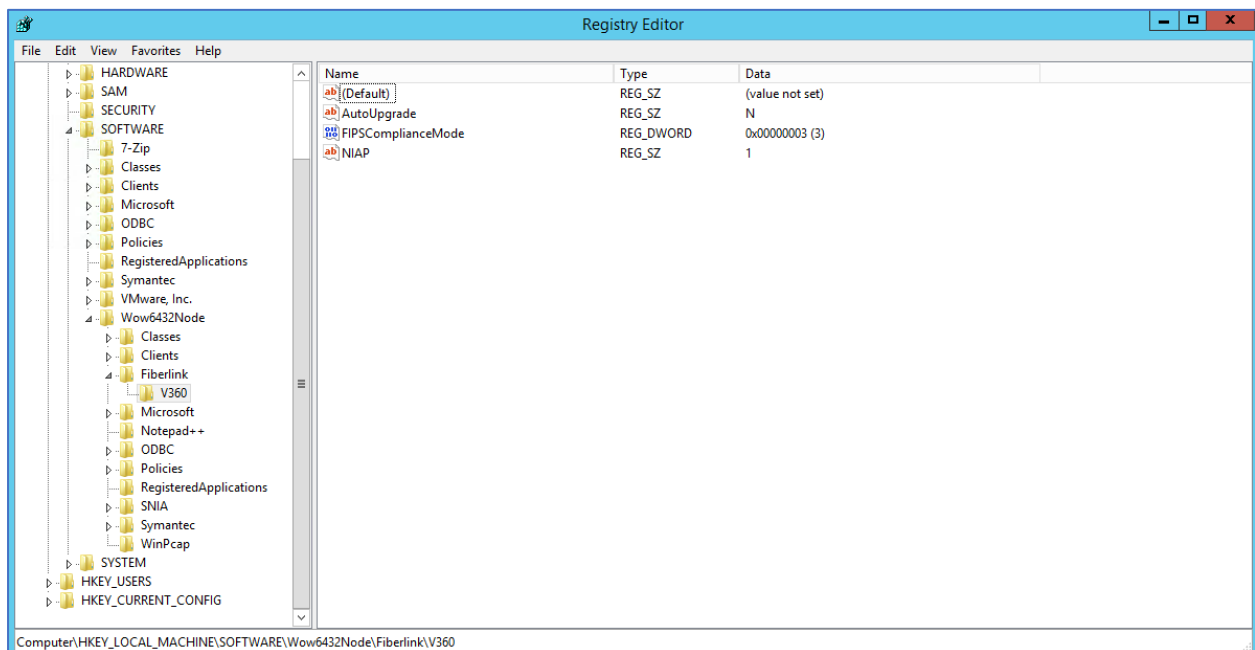 Registry Editor
File Edit View Favorites Help
HARDWARE
SAM
SECURITY
SOFTWARE
7-Zip
Classes
Clients
Microsoft
ODBC
Policies
RegisteredApplications
Symantec
VMware, Inc.
Wow6432Node
Classes
Clients
Fiberlink
V360
Microsoft
Notepad++
ODBC
Policies
RegisteredApplications
SNIA
Symantec
WinPcap
SYSTEM
HKEY_USERS
HKEY_CURRENT_CONFIG
Name Type Data
(Default) REG_SZ (value not set)
AutoUpgrade REG_SZ N
FIPSComplianceMode REG_DWORD 0x00000003 (3)
NIAP REG_SZ 1
Computer\HKEY_LOCAL_MACHINE\SOFTWARE\Wow6432Node\Fiberlink\V360